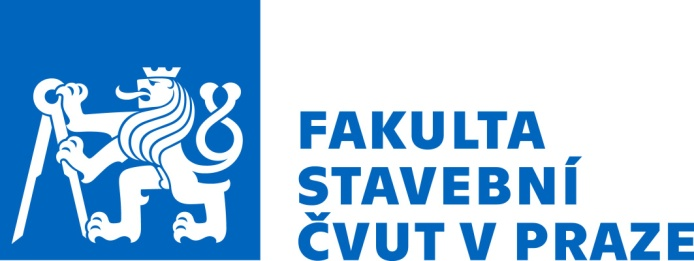 FAKULTA
STAVEBNÍ
ČVUT V PRAZE